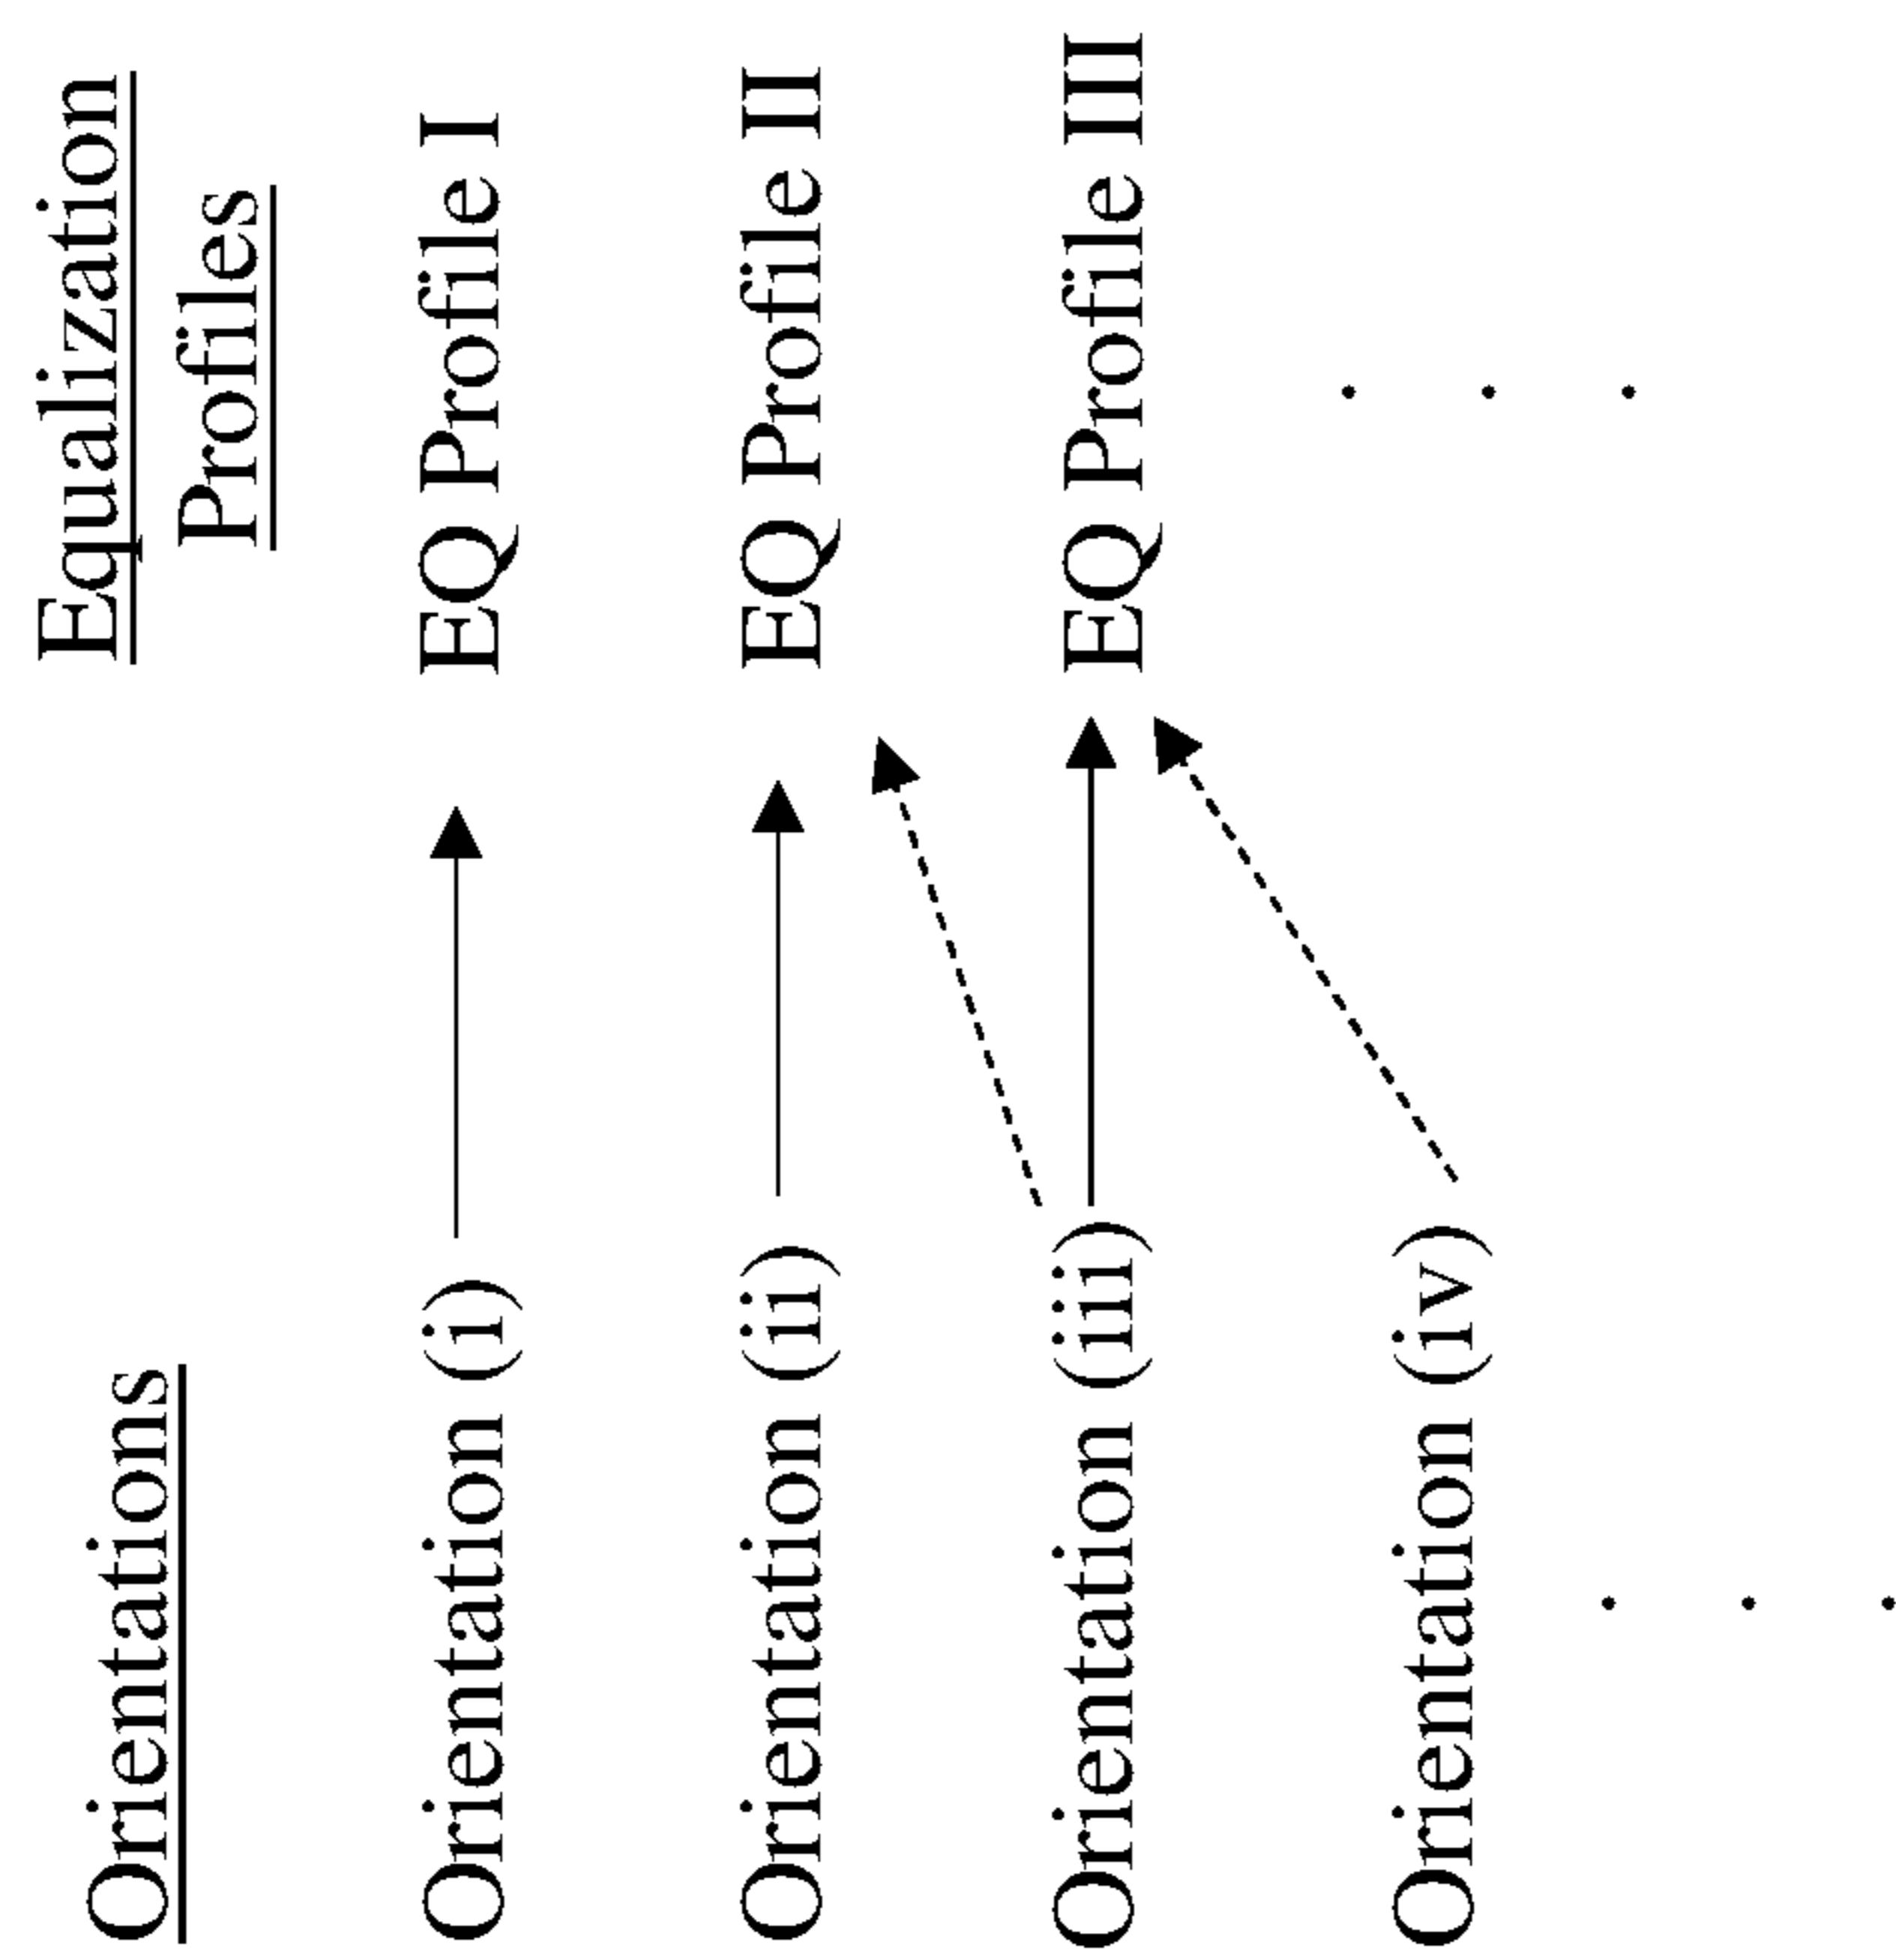 Orientations
Equalization
Profiles
Orientation (i)
EQ Profile I
Orientation (ii)
EQ Profile II
Orientation (iii)
EQ Profile III
Orientation (iv)